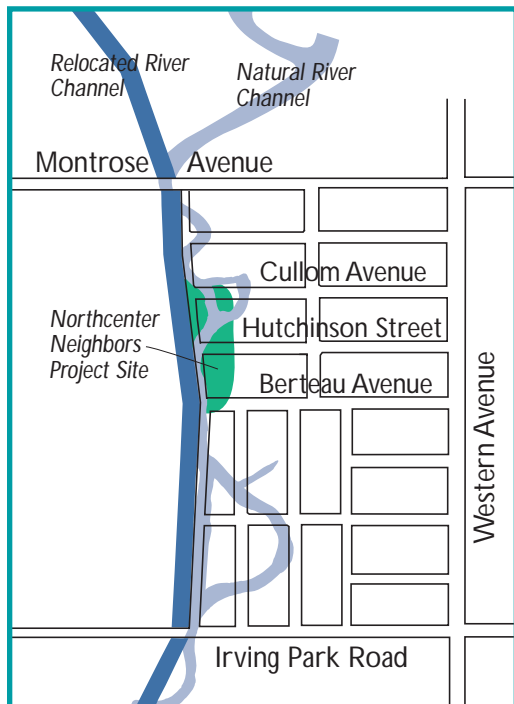 Relocated River
Channel
Natural River
Channel
Montrose Avenue
Cullom Avenue
Hutchinson Street
Northcenter
Neighbors
Project Site
Berteau Avenue
Western Avenue
Irving Park Road